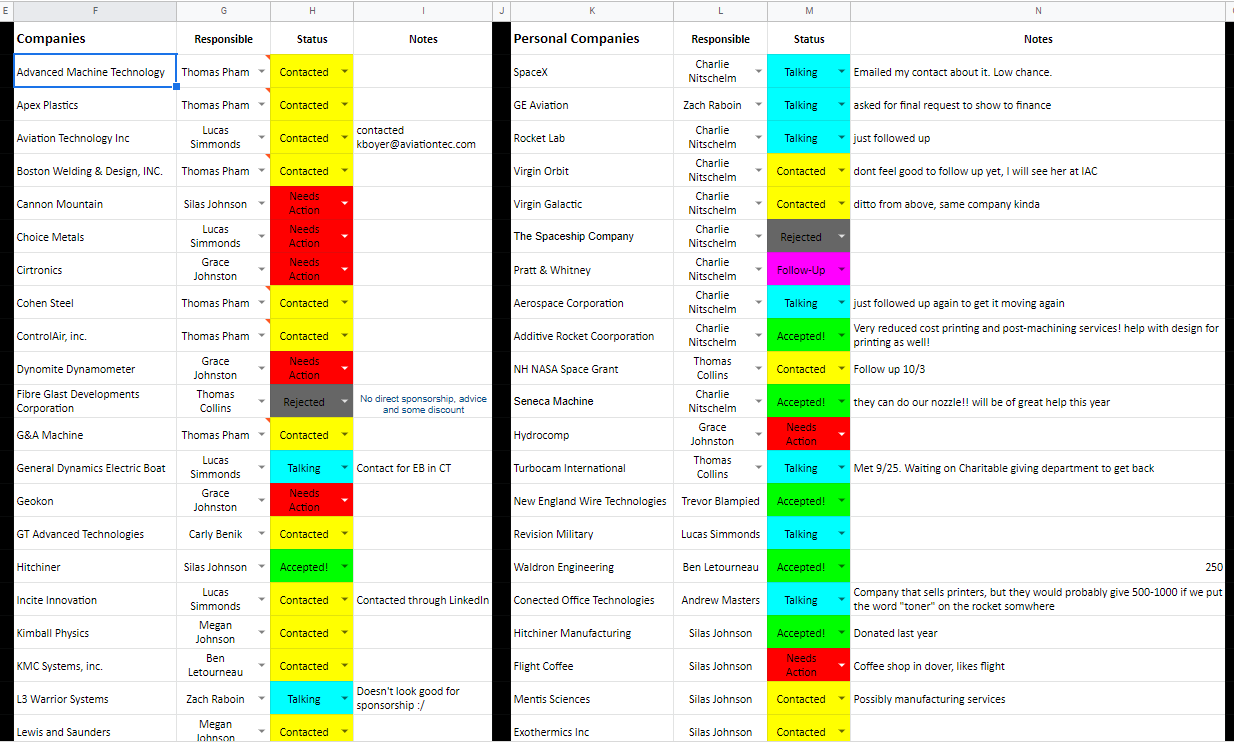 E F G H I J K L M N
Companies Responsible Status Notes Personal Companies Responsible Status Notes
Advanced Machine Technology Thomas Pham Contacted SpaceX Charlie Nitschelm Talking Emailed my contact about it. Low chance.
Apex Plastics Thomas Pham Contacted GE Aviation Zach Raboin Talking asked for final request to show to finance
Aviation Technology Inc Lucas Simmonds Contacted contacted kboyer@aviationtec.com Rocket Lab Charlie Nitschelm Talking just followed up
Boston Welding & Design, INC. Thomas Pham Contacted Virgin Orbit Charlie Nitschelm Contacted dont feel good to follow up yet, I will see her at IAC
Cannon Mountain Silas Johnson Needs Action Virgin Galactic Charlie Nitschelm Contacted ditto from above, same company kinda
Choice Metals Lucas Simmonds Needs Action The Spaceship Company Charlie Nitschelm Rejected
Cirtronics Grace Johnston Needs Action Pratt & Whitney Charlie Nitschelm Follow-Up
Cohen Steel Thomas Pham Contacted Aerospace Corporation Charlie Nitschelm Talking just followed up again to get it moving again
ControlAir, inc. Thomas Pham Contacted Additive Rocket Coorporation Charlie Nitschelm Accepted! Very reduced cost printing and post-machining services! help with design for printing as well!
Dynomite Dynamometer Grace Johnston Needs Action NH NASA Space Grant Thomas Collins Contacted Follow up 10/3
Fibre Glast Developments Corporation Thomas Collins Rejected No direct sponsorship, advice and some discount Seneca Machine Charlie Nitschelm Accepted! they can do our nozzle!! will be of great help this year
G&A Machine Thomas Pham Contacted Hydrocomp Grace Johnston Needs Action
General Dynamics Electric Boat Lucas Simmonds Talking Contact for EB in CT Turbocam International Thomas Collins Talking Met 9/25. Waiting on Charitable giving department to get back
Geokon Grace Johnston Needs Action New England Wire Technologies Trevor Blampied Accepted!
GT Advanced Technologies Carly Benik Contacted Revision Military Lucas Simmonds Talking
Hitchiner Silas Johnson Accepted! Waldron Engineering Ben Letourneau Accepted! 250
Incite Innovation Lucas Simmonds Contacted Contacted through LinkedIn Conected Office Technologies Andrew Masters Talking Company that sells printers, but they would probably give 500-1000 if we put the word "toner" on the rocket somwhere
Kimball Physics Megan Johnson Contacted Hitchiner Manufacturing Silas Johnson Accepted! Donated last year
KMC Systems, inc. Ben Letourneau Contacted Flight Coffee Silas Johnson Needs Action Coffee shop in dover, likes flight
L3 Warrior Systems Zach Raboin Talking Doesn't look good for sponsorship :/ Mentis Sciences Silas Johnson Contacted Possibly manufacturing services
Lewis and Saunders Megan Johnson Contacted Exothermics Inc Silas Johnson Contacted